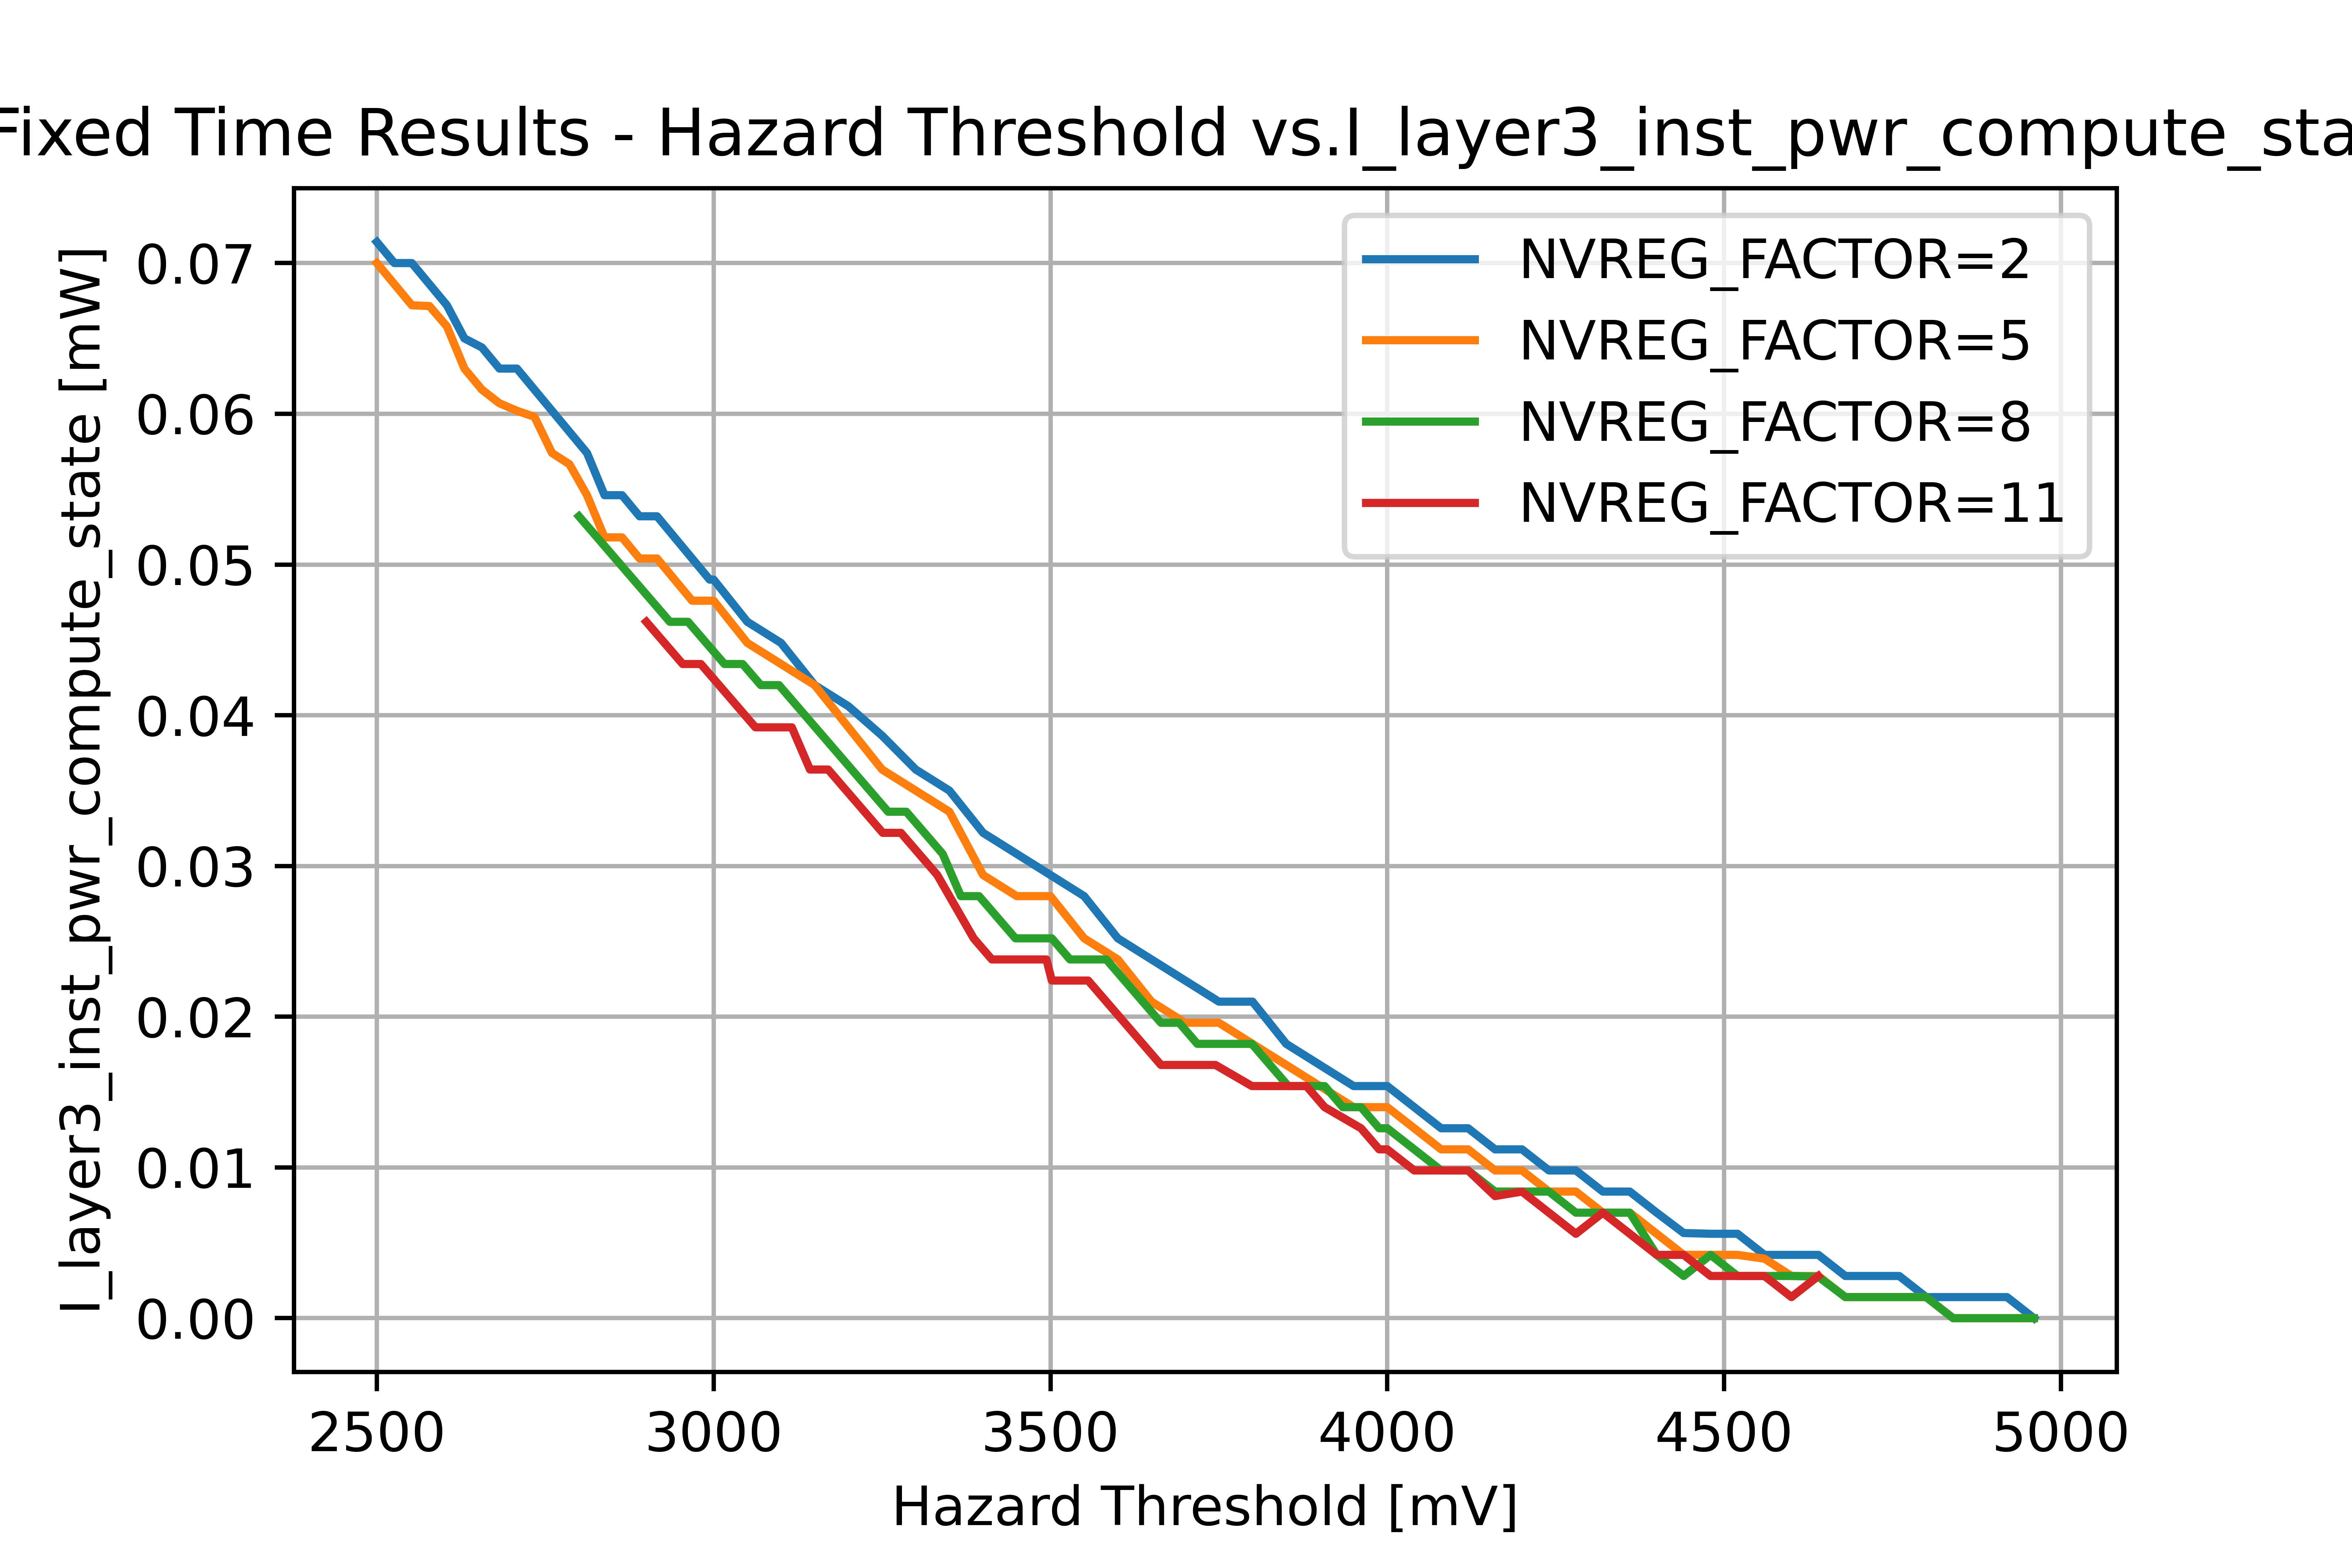 Fixed Time Results - Hazard Threshold vs.I_layer3_inst_pwr_compute_sta
NVREG_FACTOR=2
NVREG_FACTOR=5
NVREG_FACTOR=8
NVREG_FACTOR=11
I_layer3_inst_pwr_compute_state [mW]
0.07
0.06
0.05
0.04
0.03
0.02
0.01
0.00
2500 3000 3500 4000 4500 5000
Hazard Threshold [mV]